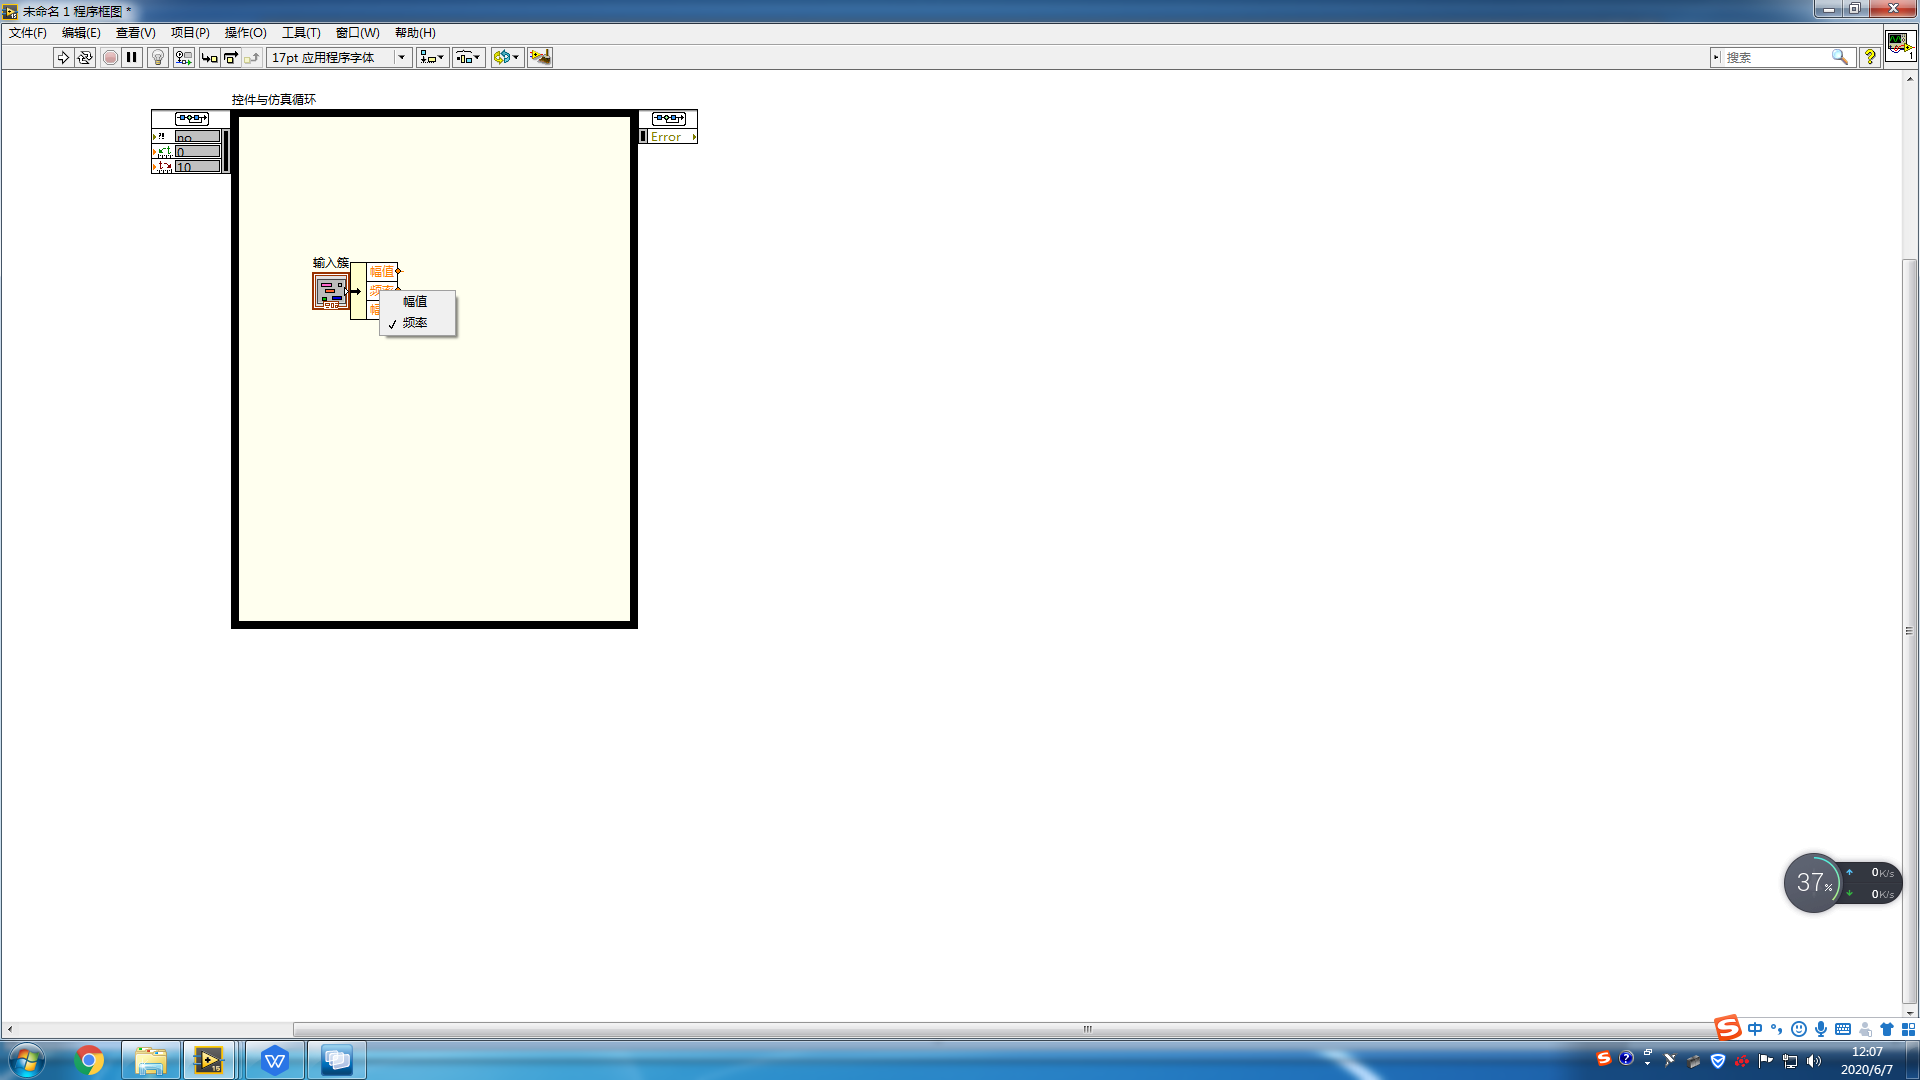 未命名 1 程序框图 *
文件(F) 编辑(E) 查看(V) 项目(P) 操作(O) 工具(T) 窗口(W) 帮助(H)
17pt 应用程序字体
搜索
控件与仿真循环
no
Error
0
10
输入簇
幅值
频率
幅
幅值
✓ 频率
37%
0K/s
0K/s
中
12:07
2020/6/7